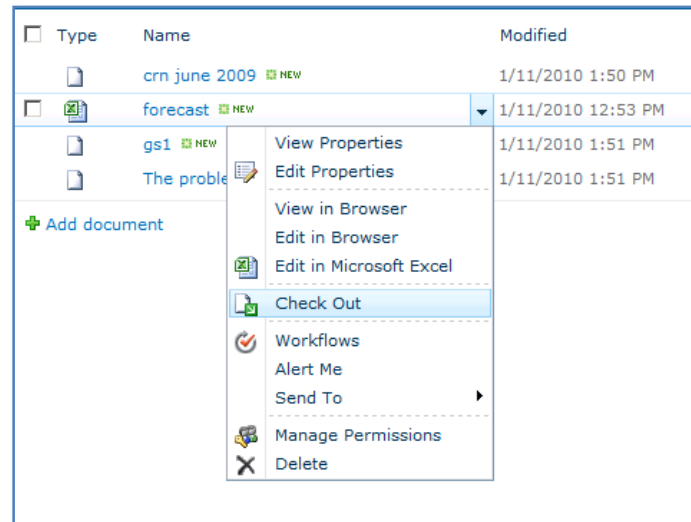 Type Name Modified
crn june 2009 NEW 1/11/2010 1:50 PM
forecast NEW 1/11/2010 12:53 PM
gs1 NEW 1/11/2010 1:51 PM
The proble 1/11/2010 1:51 PM
Add document
View Properties
Edit Properties
View in Browser
Edit in Browser
Edit in Microsoft Excel
Check Out
Workflows
Alert Me
Send To
Manage Permissions
Delete